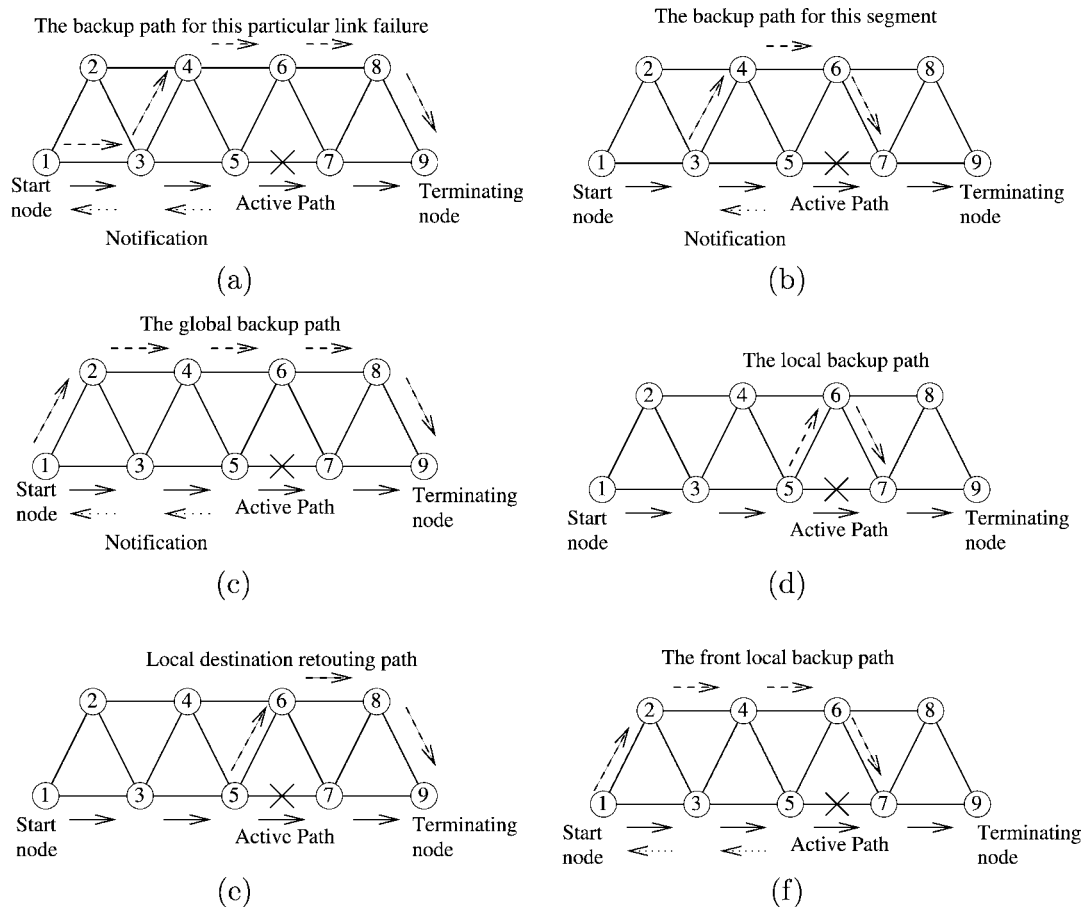 The backup path for this particular link failure
2 4 6 8
1 3 5 7 9
Start node
Active Path
Terminating node
Notification
(a)
The backup path for this segment
2 4 6 8
1 3 5 7 9
Start node
Active Path
Terminating node
Notification
(b)
The global backup path
2 4 6 8
1 3 5 7 9
Start node
Active Path
Terminating node
Notification
(c)
The local backup path
2 4 6 8
1 3 5 7 9
Start node
Active Path
Terminating node
(d)
Local destination retouting path
2 4 6 8
1 3 5 7 9
Start node
Active Path
Terminating node
(e)
The front local backup path
2 4 6 8
1 3 5 7 9
Start node
Active Path
Terminating node
(f)